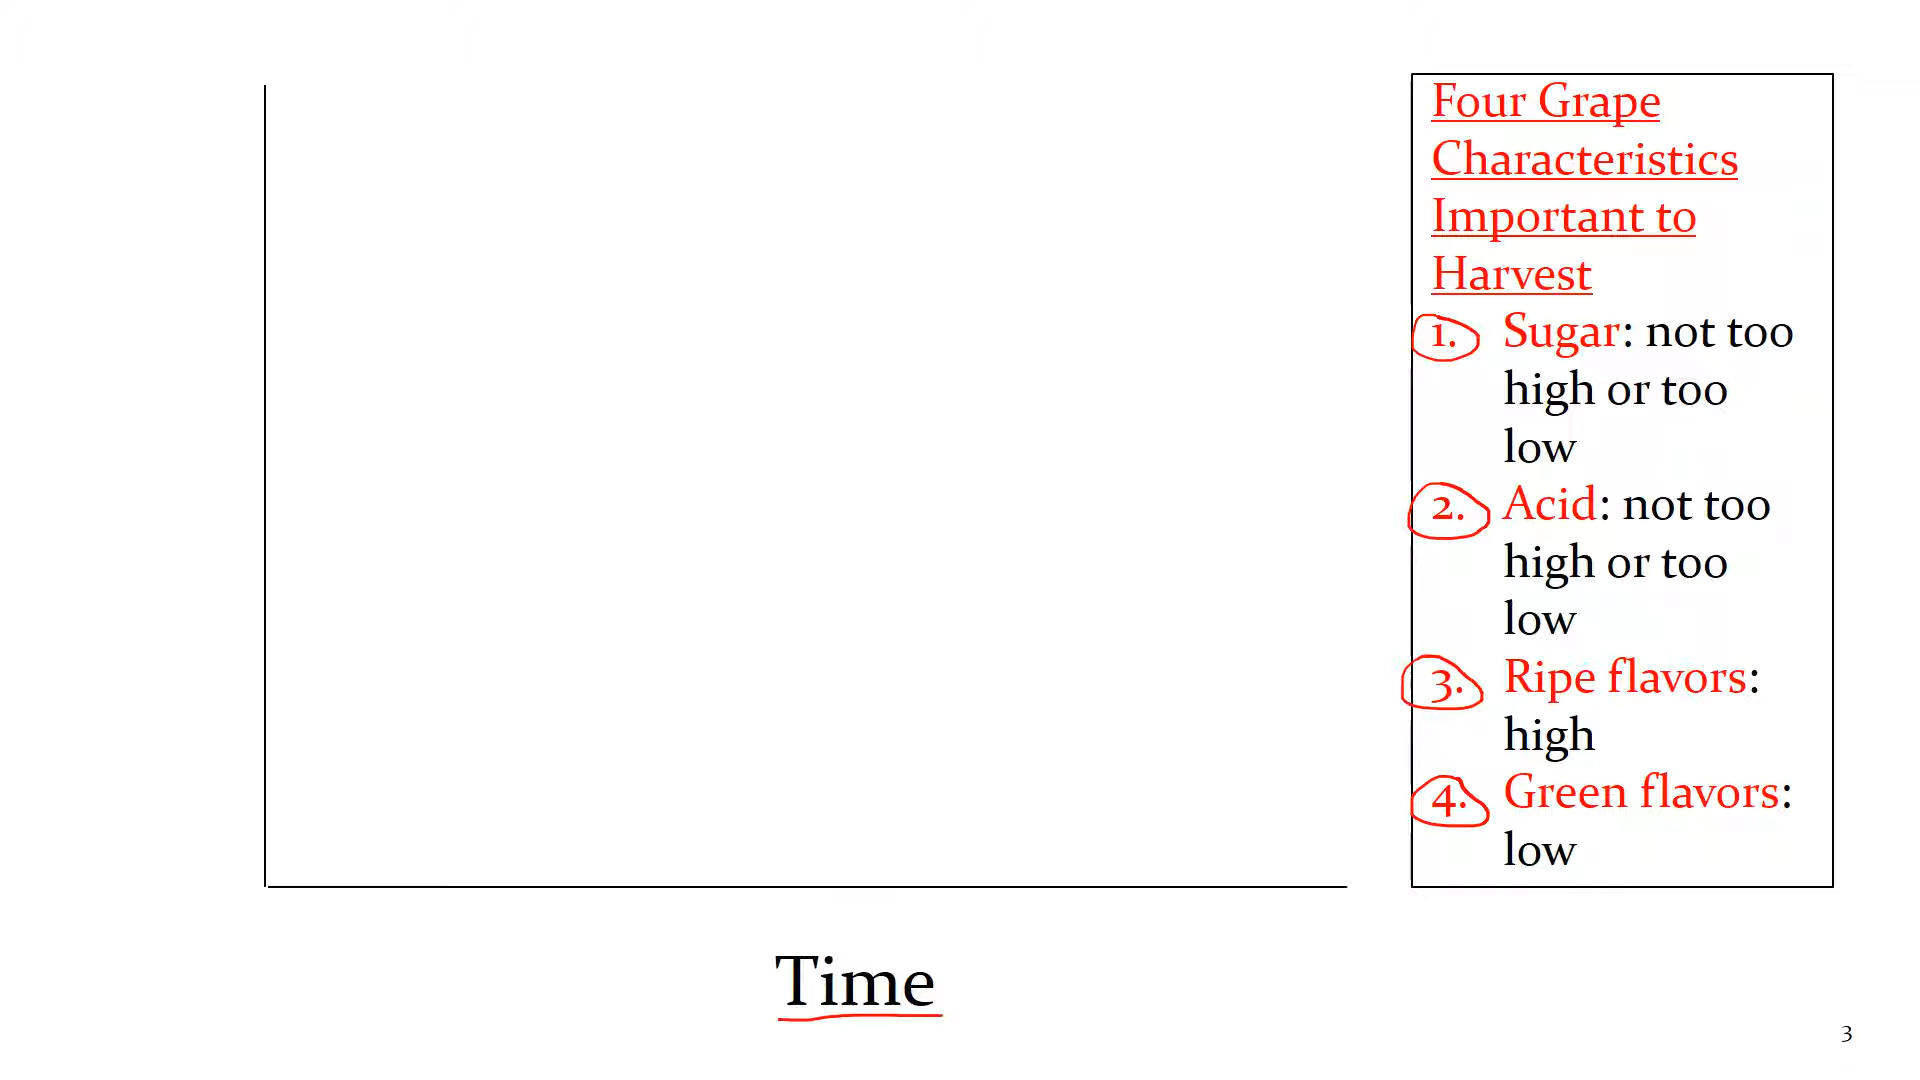 Four Grape
Characteristics
Important to
Harvest
1. Sugar: not too
high or too
low
2. Acid: not too
high or too
low
3. Ripe flavors:
high
4. Green flavors:
low
Time
3